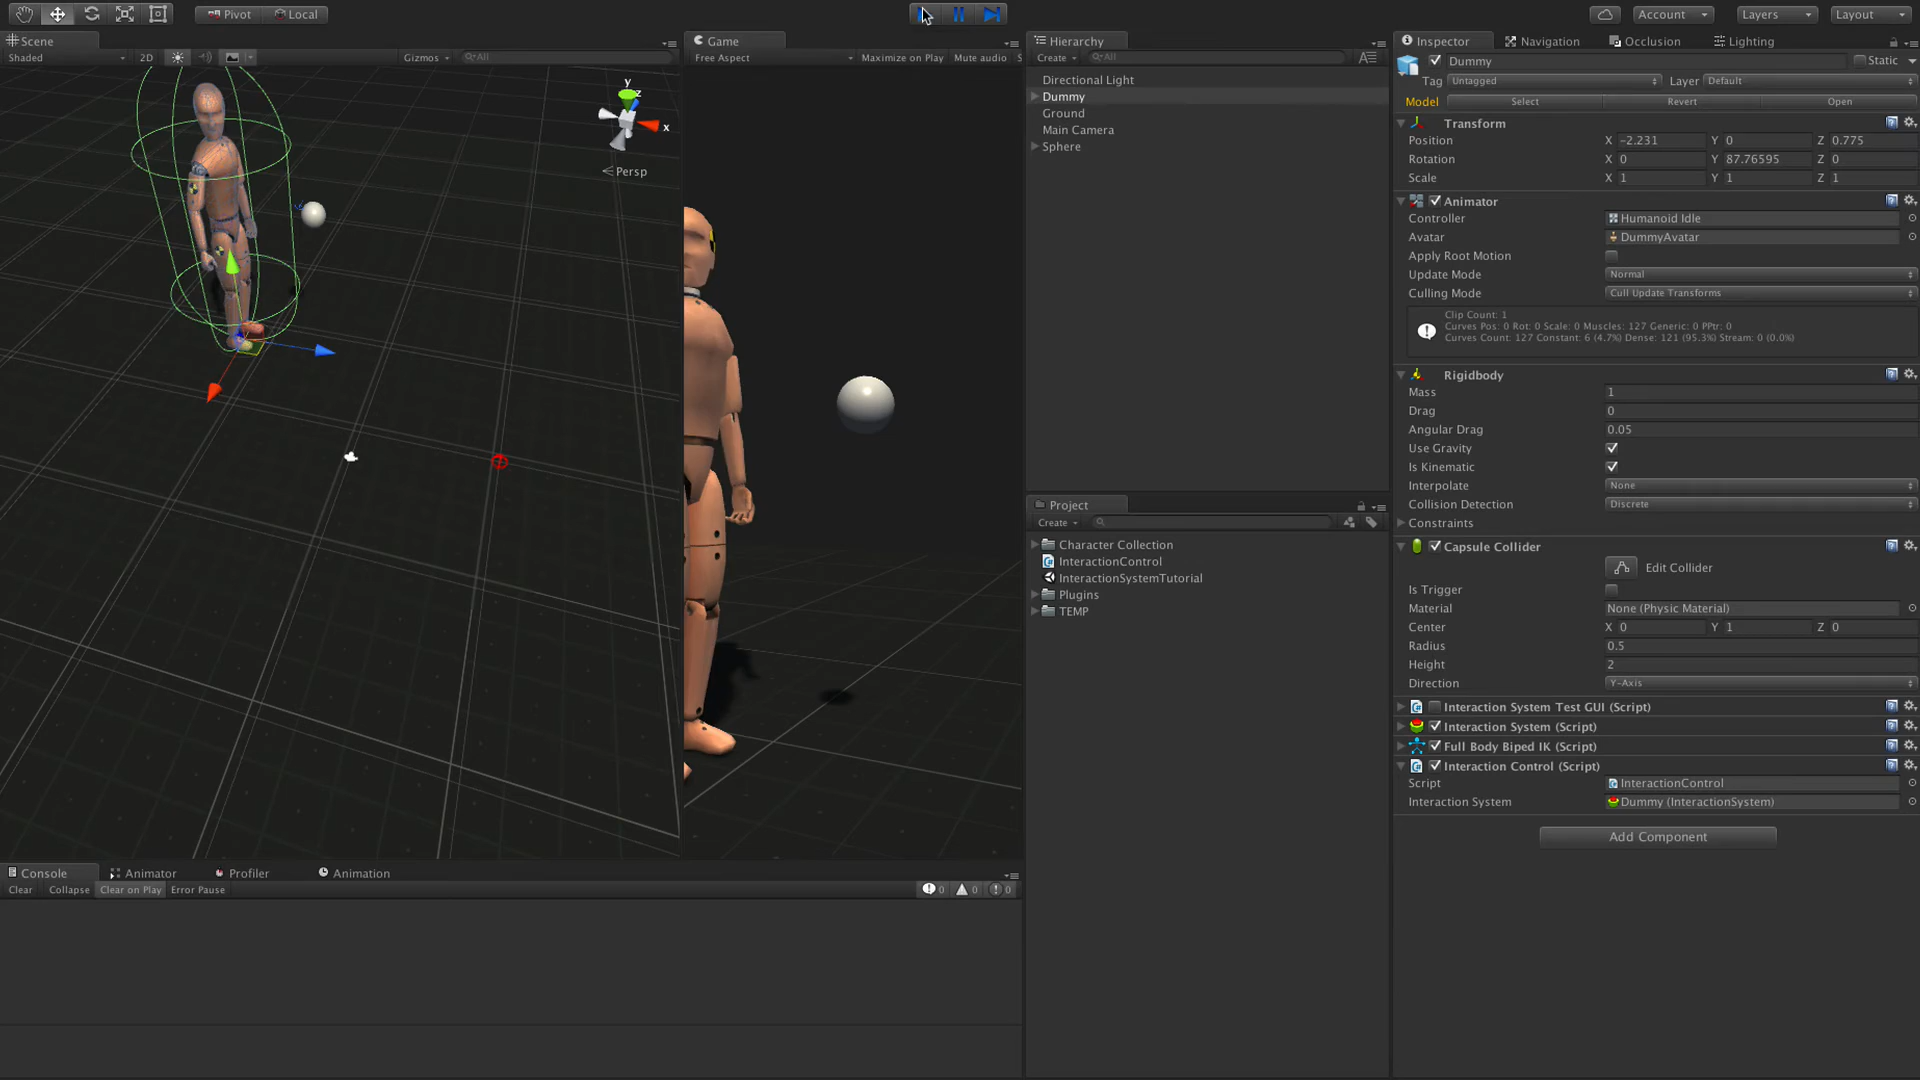 Pivot
Local
Account
Layers
Layout
Scene
Shaded
2D
Gizmos
All
y
z
x
Persp
Game
Free Aspect
Maximize on Play
Mute audio
S
Hierarchy
Create
All
Directional Light
Dummy
Ground
Main Camera
Sphere
Project
Create
Character Collection
InteractionControl
InteractionSystemTutorial
Plugins
TEMP
Console
Animator
Profiler
Animation
Clear
Collapse
Clear on Play
Error Pause
0
0
0
Inspector
Navigation
Occlusion
Lighting
Dummy
Static
Tag Untagged
Layer Default
Model
Select
Revert
Open
Transform
Position X -2.231 Y 0 Z 0.775
Rotation X 0 Y 87.76595 Z 0
Scale X 1 Y 1 Z 1
Animator
Controller Humanoid Idle
Avatar DummyAvatar
Apply Root Motion
Update Mode Normal
Culling Mode Cull Update Transforms
Clip Count: 1
Curves Pos: 0 Rot: 0 Scale: 0 Muscles: 127 Generic: 0 PPtr: 0
Curves Count: 127 Constant: 6 (4.7%) Dense: 121 (95.3%) Stream: 0 (0.0%)
Rigidbody
Mass 1
Drag 0
Angular Drag 0.05
Use Gravity
Is Kinematic
Interpolate None
Collision Detection Discrete
Constraints
Capsule Collider
Edit Collider
Is Trigger
Material None (Physic Material)
Center X 0 Y 1 Z 0
Radius 0.5
Height 2
Direction Y-Axis
Interaction System Test GUI (Script)
Interaction System (Script)
Full Body Biped IK (Script)
Interaction Control (Script)
Script InteractionControl
Interaction System Dummy (InteractionSystem)
Add Component